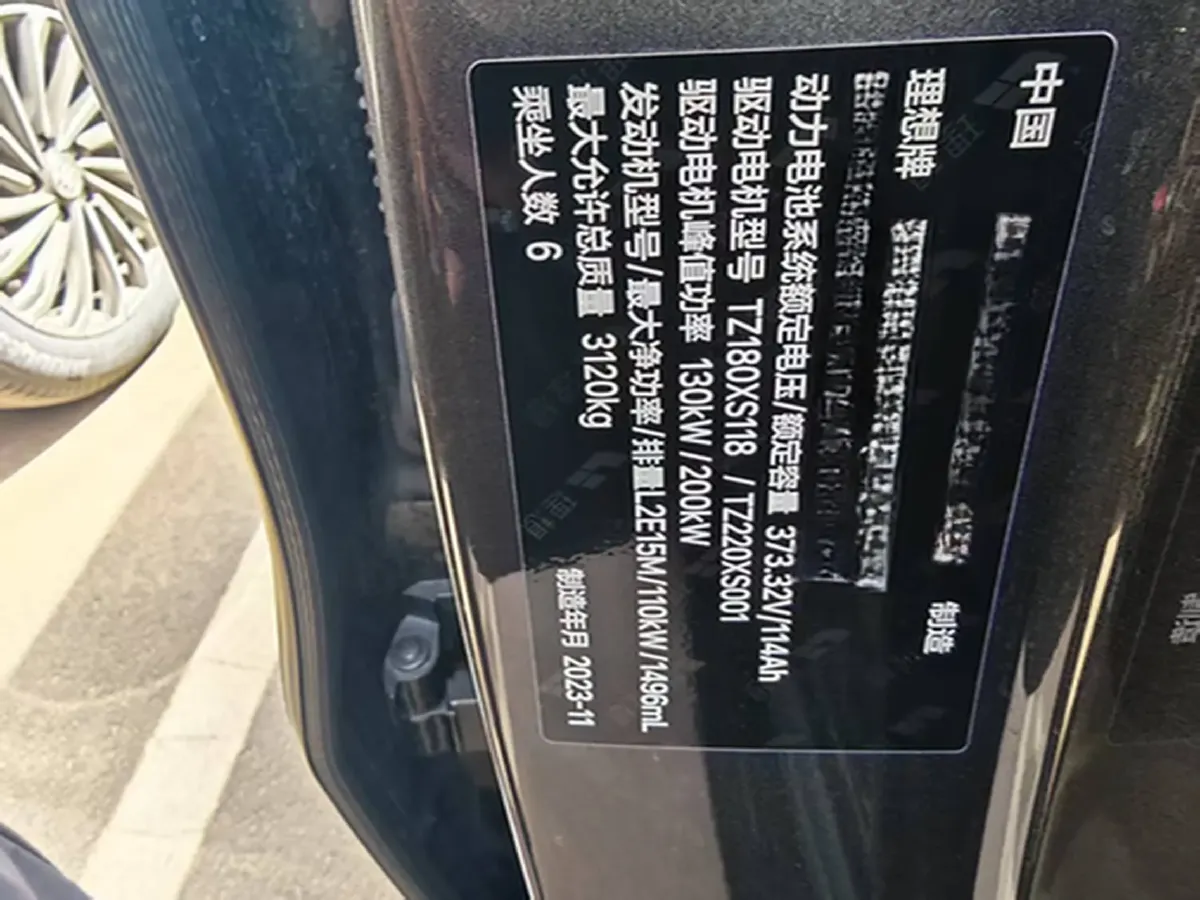 中国 制造
理想牌
动力电池系统额定电压/额定容量 373.32V/114Ah
驱动电机型号 TZ180XS118 / TZ220XS001
驱动电机峰值功率 130kW/200kW
发动机型号/最大净功率/排量L2E15M/110kW/1496mL
最大允许总质量 3120kg
乘坐人数 6 制造年月 2023-11